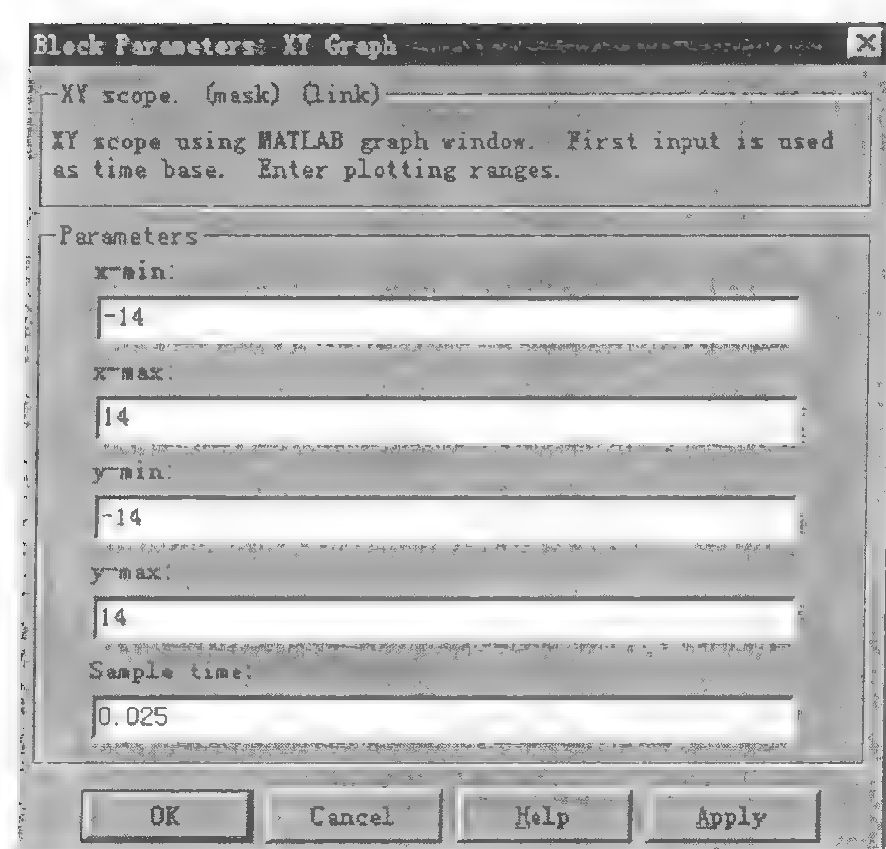 Block Parameters: XY Graph
XY scope. (mask) (link)
XY scope using MATLAB graph window. First input is used
as time base. Enter plotting ranges.
Parameters
x-min:
-14
x-max:
14
y-min:
-14
y-max:
14
Sample time:
0.025
OK Cancel Help Apply